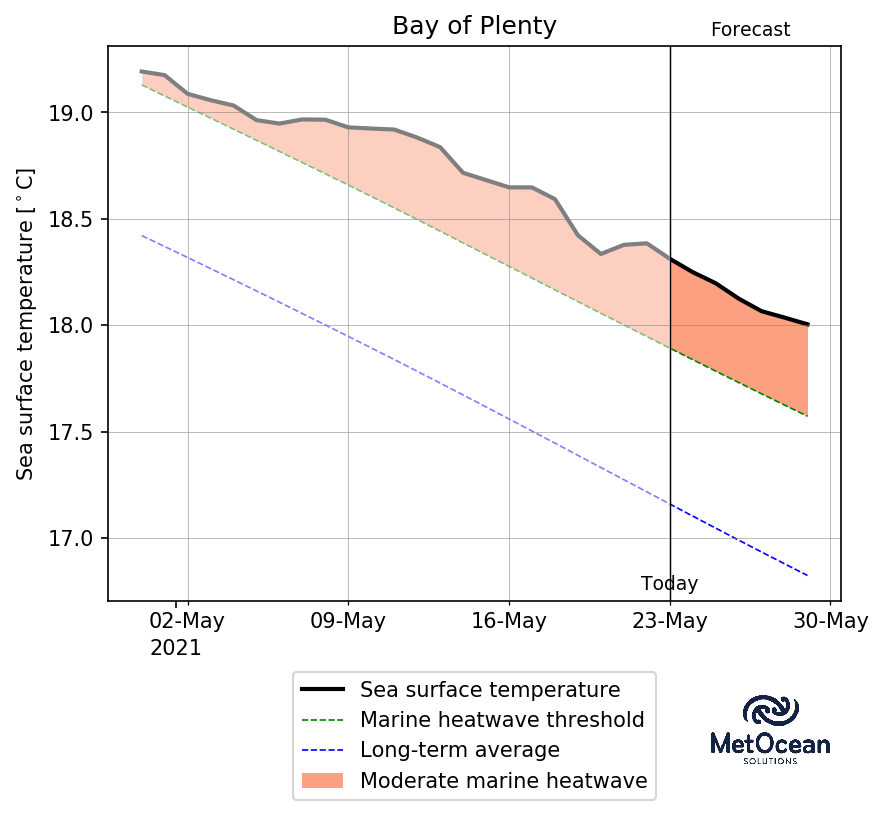 Bay of Plenty
Forecast
Sea surface temperature [°C]
19.0
18.5
18.0
17.5
17.0
Today
02-May
2021
09-May
16-May
23-May
30-May
Sea surface temperature
Marine heatwave threshold
Long-term average
Moderate marine heatwave
MetOcean
SOLUTIONS